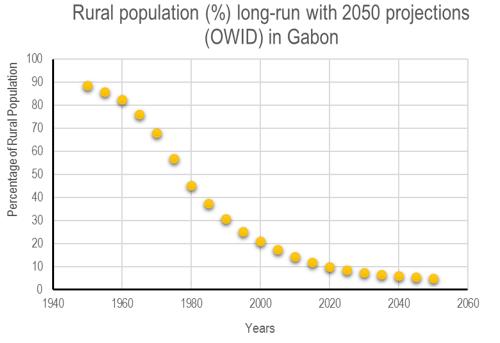 Rural population (%) long-run with 2050 projections
(OWID) in Gabon
Percentage of Rural Population
100
90
80
70
60
50
40
30
20
10
0
1940 1960 1980 2000 2020 2040 2060
Years